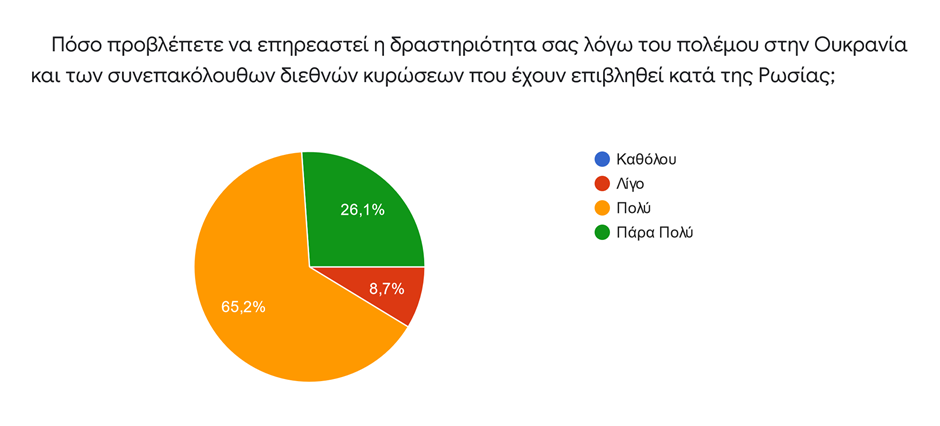 Πόσο προβλέπετε να επηρεαστεί η δραστηριότητα σας λόγω του πολέμου στην Ουκρανία
και των συνεπακόλουθων διεθνών κυρώσεων που έχουν επιβληθεί κατά της Ρωσίας;
Καθόλου
Λίγο
Πολύ
Πάρα Πολύ
26,1%
8,7%
65,2%